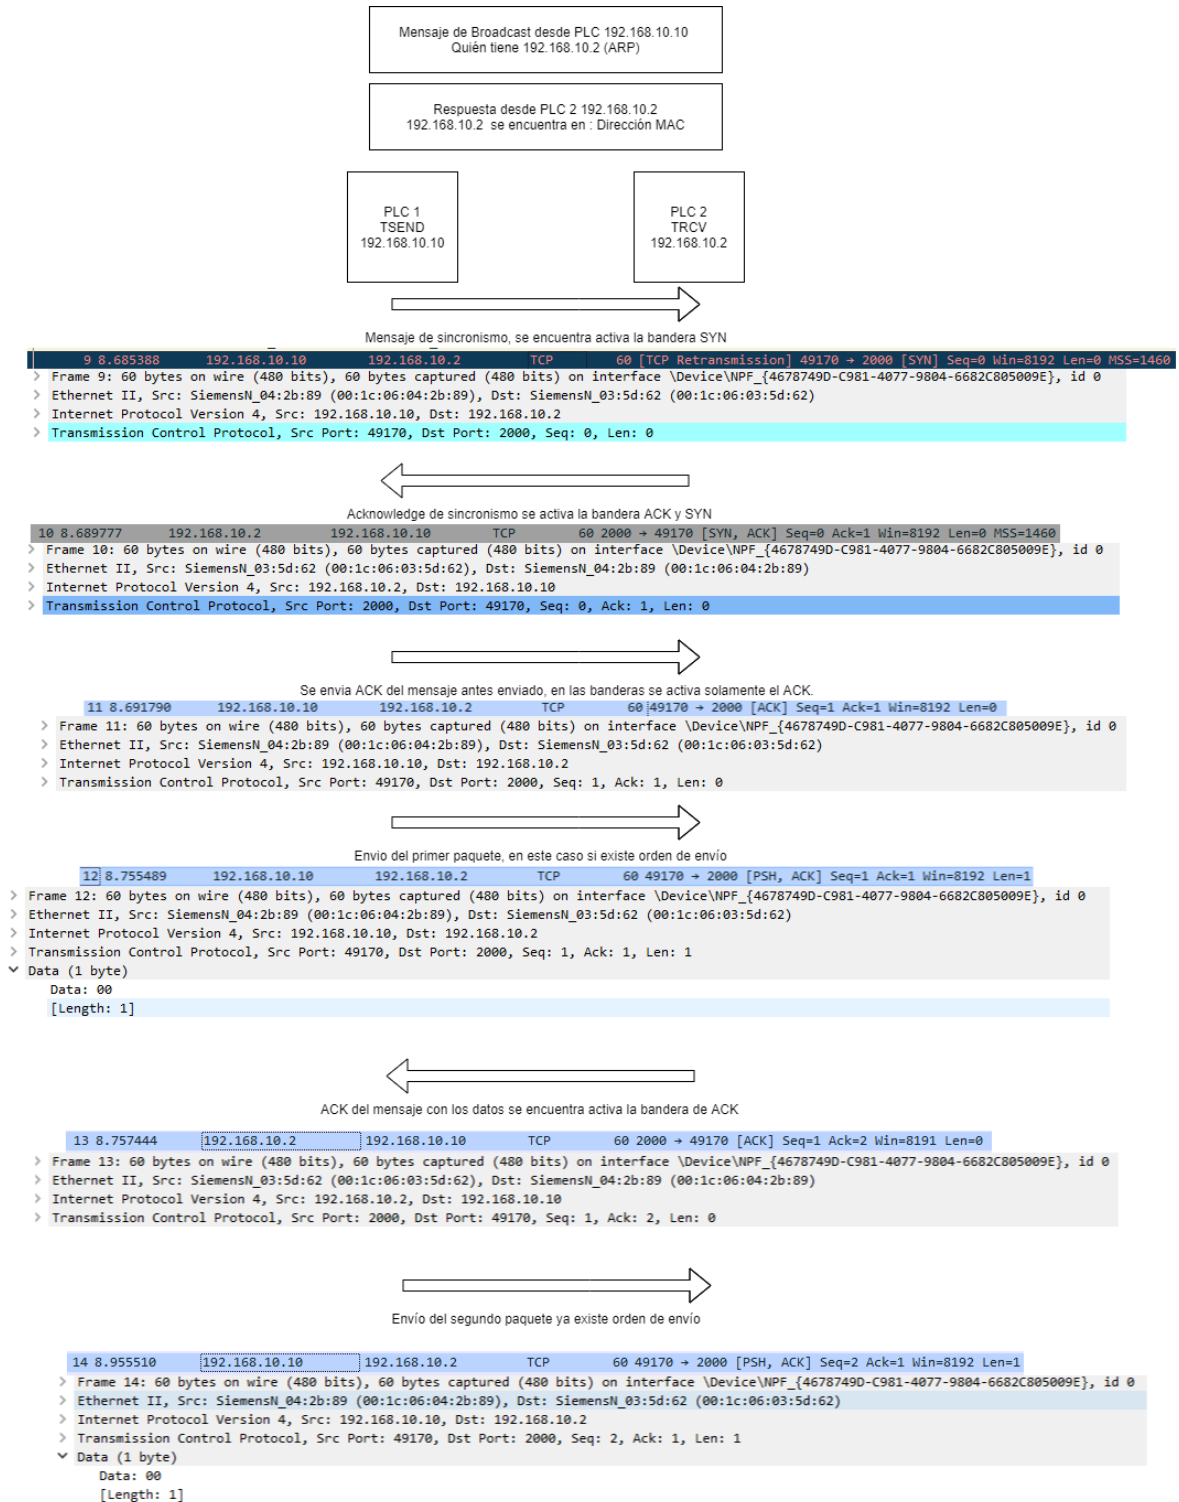 Mensaje de Broadcast desde PLC 192.168.10.10
Quién tiene 192.168.10.2 (ARP)
Respuesta desde PLC 2 192.168.10.2
192.168.10.2 se encuentra en : Dirección MAC
PLC 1
TSEND
192.168.10.10
PLC 2
TRCV
192.168.10.2
Mensaje de sincronismo, se encuentra activa la bandera SYN
9 8.685388 192.168.10.10 192.168.10.2 TCP 60 [TCP Retransmission] 49170 → 2000 [SYN] Seq=0 Win=8192 Len=0 MSS=1460
> Frame 9: 60 bytes on wire (480 bits), 60 bytes captured (480 bits) on interface \Device\NPF_{4678749D-C981-4077-9804-6682C805009E}, id 0
> Ethernet II, Src: SiemensN_04:2b:89 (00:1c:06:04:2b:89), Dst: SiemensN_03:5d:62 (00:1c:06:03:5d:62)
> Internet Protocol Version 4, Src: 192.168.10.10, Dst: 192.168.10.2
> Transmission Control Protocol, Src Port: 49170, Dst Port: 2000, Seq: 0, Len: 0
Acknowledge de sincronismo se activa la bandera ACK y SYN
10 8.689777 192.168.10.2 192.168.10.10 TCP 60 2000 → 49170 [SYN, ACK] Seq=0 Ack=1 Win=8192 Len=0 MSS=1460
> Frame 10: 60 bytes on wire (480 bits), 60 bytes captured (480 bits) on interface \Device\NPF_{4678749D-C981-4077-9804-6682C805009E}, id 0
> Ethernet II, Src: SiemensN_03:5d:62 (00:1c:06:03:5d:62), Dst: SiemensN_04:2b:89 (00:1c:06:04:2b:89)
> Internet Protocol Version 4, Src: 192.168.10.2, Dst: 192.168.10.10
> Transmission Control Protocol, Src Port: 2000, Dst Port: 49170, Seq: 0, Ack: 1, Len: 0
Se envia ACK del mensaje antes enviado, en las banderas se activa solamente el ACK.
11 8.691790 192.168.10.10 192.168.10.2 TCP 60 49170 → 2000 [ACK] Seq=1 Ack=1 Win=8192 Len=0
> Frame 11: 60 bytes on wire (480 bits), 60 bytes captured (480 bits) on interface \Device\NPF_{4678749D-C981-4077-9804-6682C805009E}, id 0
> Ethernet II, Src: SiemensN_04:2b:89 (00:1c:06:04:2b:89), Dst: SiemensN_03:5d:62 (00:1c:06:03:5d:62)
> Internet Protocol Version 4, Src: 192.168.10.10, Dst: 192.168.10.2
> Transmission Control Protocol, Src Port: 49170, Dst Port: 2000, Seq: 1, Ack: 1, Len: 0
Envio del primer paquete, en este caso si existe orden de envío
12 8.755489 192.168.10.10 192.168.10.2 TCP 60 49170 → 2000 [PSH, ACK] Seq=1 Ack=1 Win=8192 Len=1
> Frame 12: 60 bytes on wire (480 bits), 60 bytes captured (480 bits) on interface \Device\NPF_{4678749D-C981-4077-9804-6682C805009E}, id 0
> Ethernet II, Src: SiemensN_04:2b:89 (00:1c:06:04:2b:89), Dst: SiemensN_03:5d:62 (00:1c:06:03:5d:62)
> Internet Protocol Version 4, Src: 192.168.10.10, Dst: 192.168.10.2
> Transmission Control Protocol, Src Port: 49170, Dst Port: 2000, Seq: 1, Ack: 1, Len: 1
Data (1 byte)
Data: 00
[Length: 1]
ACK del mensaje con los datos se encuentra activa la bandera de ACK
13 8.757444 192.168.10.2 192.168.10.10 TCP 60 2000 → 49170 [ACK] Seq=1 Ack=2 Win=8191 Len=0
> Frame 13: 60 bytes on wire (480 bits), 60 bytes captured (480 bits) on interface \Device\NPF_{4678749D-C981-4077-9804-6682C805009E}, id 0
> Ethernet II, Src: SiemensN_03:5d:62 (00:1c:06:03:5d:62), Dst: SiemensN_04:2b:89 (00:1c:06:04:2b:89)
> Internet Protocol Version 4, Src: 192.168.10.2, Dst: 192.168.10.10
> Transmission Control Protocol, Src Port: 2000, Dst Port: 49170, Seq: 1, Ack: 2, Len: 0
Envío del segundo paquete ya existe orden de envío
14 8.955510 192.168.10.10 192.168.10.2 TCP 60 49170 → 2000 [PSH, ACK] Seq=2 Ack=1 Win=8192 Len=1
> Frame 14: 60 bytes on wire (480 bits), 60 bytes captured (480 bits) on interface \Device\NPF_{4678749D-C981-4077-9804-6682C805009E}, id 0
> Ethernet II, Src: SiemensN_04:2b:89 (00:1c:06:04:2b:89), Dst: SiemensN_03:5d:62 (00:1c:06:03:5d:62)
> Internet Protocol Version 4, Src: 192.168.10.10, Dst: 192.168.10.2
> Transmission Control Protocol, Src Port: 49170, Dst Port: 2000, Seq: 2, Ack: 1, Len: 1
Data (1 byte)
Data: 00
[Length: 1]